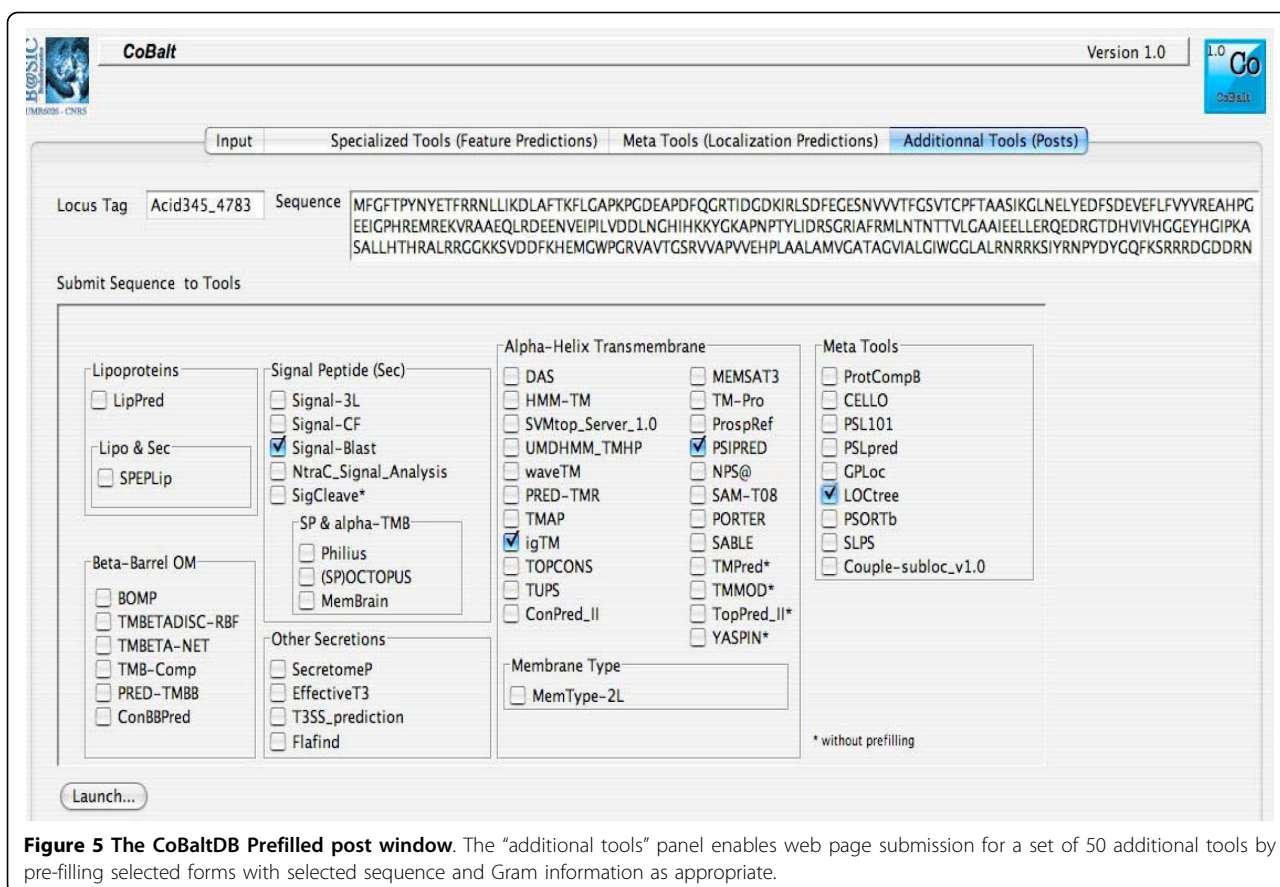 B@SIC
UMR6026 - CNRS
CoBalt
Version 1.0
1.0 Co
CoBalt
Input
Specialized Tools (Feature Predictions)
Meta Tools (Localization Predictions)
Additionnal Tools (Posts)
Locus Tag
Acid345_4783
Sequence
MFGFTPYNYETFRRNLLIKDLAFTKFLGAPKPGDEAPDFQGRTIDGDKIRLSDFEGESNVVVTFGSVTCPFTAASIKGLNELYEDFSDEVEFLFVYVREAHPG
EEIGPHREMREKVRAAEQLRDEENVEIPILVDDLNGHIHKKYGKAPNPTYLIDRSGRIAFRMLNTNTTVLGAAIEELLERQEDRGTDHVIVHGGEYHGIPKA
SALLHTHRALRRGGKKSVDDFKHEMGWPGRVAVTGSRVVAPVVEHPLAALAMVGATAGVIALGIWGGLALRNRRKSIYRNPYDYGQFKSRRRDGDDRN
Submit Sequence to Tools
Lipoproteins
LipPred
Lipo & Sec
SPEPLip
Beta-Barrel OM
BOMP
TMBETADISC-RBF
TMBETA-NET
TMB-Comp
PRED-TMBB
ConBBPred
Signal Peptide (Sec)
Signal-3L
Signal-CF
Signal-Blast
NtraC_Signal_Analysis
SigCleave*
SP & alpha-TMB
Philius
(SP)OCTOPUS
MemBrain
Other Secretions
SecretomeP
EffectiveT3
T3SS_prediction
Flafind
Alpha-Helix Transmembrane
DAS
HMM-TM
SVMtop_Server_1.0
UMDHMM_TMHP
waveTM
PRED-TMR
TMAP
igTM
TOPCONS
TUPS
ConPred_II
MEMSAT3
TM-Pro
ProspRef
PSIPRED
NPS@
SAM-T08
PORTER
SABLE
TMPred*
TMMOD*
TopPred_II*
YASPIN*
Membrane Type
MemType-2L
Meta Tools
ProtCompB
CELLO
PSL101
PSLpred
GPLoc
LOCtree
PSORTb
SLPS
Couple-subloc_v1.0
* without prefilling
Launch...
Figure 5 The CoBaltDB Prefilled post window. The “additional tools” panel enables web page submission for a set of 50 additional tools by
pre-filling selected forms with selected sequence and Gram information as appropriate.